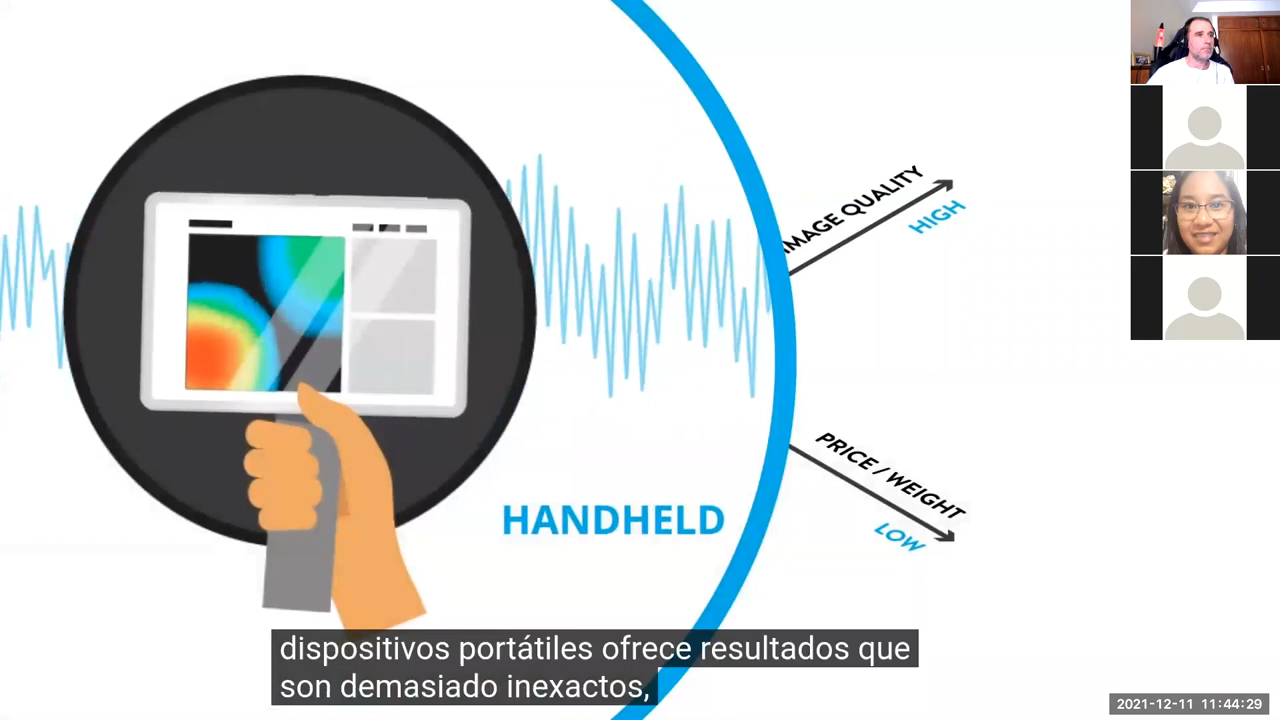 IMAGE QUALITY
HIGH
PRICE / WEIGHT
LOW
HANDHELD
dispositivos portátiles ofrece resultados que
son demasiado inexactos,
2021-12-11 11:44:29